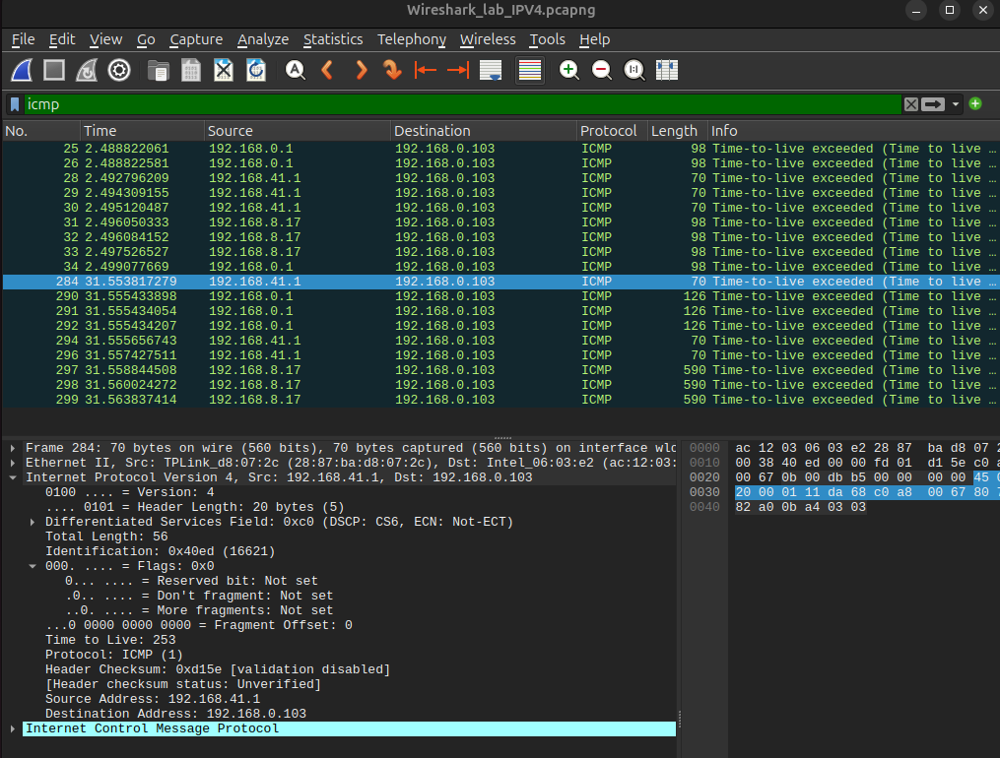 Wireshark_lab_IPV4.pcapng
File Edit View Go Capture Analyze Statistics Telephony Wireless Tools Help
icmp
No. Time Source Destination Protocol Length Info
25 2.488822061 192.168.0.1 192.168.0.103 ICMP 98 Time-to-live exceeded (Time to live …
26 2.488822581 192.168.0.1 192.168.0.103 ICMP 98 Time-to-live exceeded (Time to live …
28 2.492796209 192.168.41.1 192.168.0.103 ICMP 70 Time-to-live exceeded (Time to live …
29 2.494309155 192.168.41.1 192.168.0.103 ICMP 70 Time-to-live exceeded (Time to live …
30 2.495120487 192.168.41.1 192.168.0.103 ICMP 70 Time-to-live exceeded (Time to live …
31 2.496050333 192.168.8.17 192.168.0.103 ICMP 98 Time-to-live exceeded (Time to live …
32 2.496084152 192.168.8.17 192.168.0.103 ICMP 98 Time-to-live exceeded (Time to live …
33 2.497526527 192.168.8.17 192.168.0.103 ICMP 98 Time-to-live exceeded (Time to live …
34 2.499077669 192.168.0.1 192.168.0.103 ICMP 98 Time-to-live exceeded (Time to live …
284 31.553817279 192.168.41.1 192.168.0.103 ICMP 70 Time-to-live exceeded (Time to live …
290 31.555433898 192.168.0.1 192.168.0.103 ICMP 126 Time-to-live exceeded (Time to live …
291 31.555434054 192.168.0.1 192.168.0.103 ICMP 126 Time-to-live exceeded (Time to live …
292 31.555434207 192.168.0.1 192.168.0.103 ICMP 126 Time-to-live exceeded (Time to live …
294 31.555656743 192.168.41.1 192.168.0.103 ICMP 70 Time-to-live exceeded (Time to live …
296 31.557427511 192.168.41.1 192.168.0.103 ICMP 70 Time-to-live exceeded (Time to live …
297 31.558844508 192.168.8.17 192.168.0.103 ICMP 590 Time-to-live exceeded (Time to live …
298 31.560024272 192.168.8.17 192.168.0.103 ICMP 590 Time-to-live exceeded (Time to live …
299 31.563837414 192.168.8.17 192.168.0.103 ICMP 590 Time-to-live exceeded (Time to live …
Frame 284: 70 bytes on wire (560 bits), 70 bytes captured (560 bits) on interface wlo
Ethernet II, Src: TPLink_d8:07:2c (28:87:ba:d8:07:2c), Dst: Intel_06:03:e2 (ac:12:03:
Internet Protocol Version 4, Src: 192.168.41.1, Dst: 192.168.0.103
0100 .... = Version: 4
.... 0101 = Header Length: 20 bytes (5)
Differentiated Services Field: 0xc0 (DSCP: CS6, ECN: Not-ECT)
Total Length: 56
Identification: 0x40ed (16621)
000. .... = Flags: 0x0
0... .... = Reserved bit: Not set
.0.. .... = Don't fragment: Not set
..0. .... = More fragments: Not set
...0 0000 0000 0000 = Fragment Offset: 0
Time to Live: 253
Protocol: ICMP (1)
Header Checksum: 0xd15e [validation disabled]
[Header checksum status: Unverified]
Source Address: 192.168.41.1
Destination Address: 192.168.0.103
Internet Control Message Protocol
0000 ac 12 03 06 03 e2 28 87 ba d8 07 2
0010 00 38 40 ed 00 00 fd 01 d1 5e c0 a
0020 00 67 0b 00 db b5 00 00 00 00 45 0
0030 20 00 01 11 da 68 c0 a8 00 67 80 7
0040 82 a0 0b a4 03 03